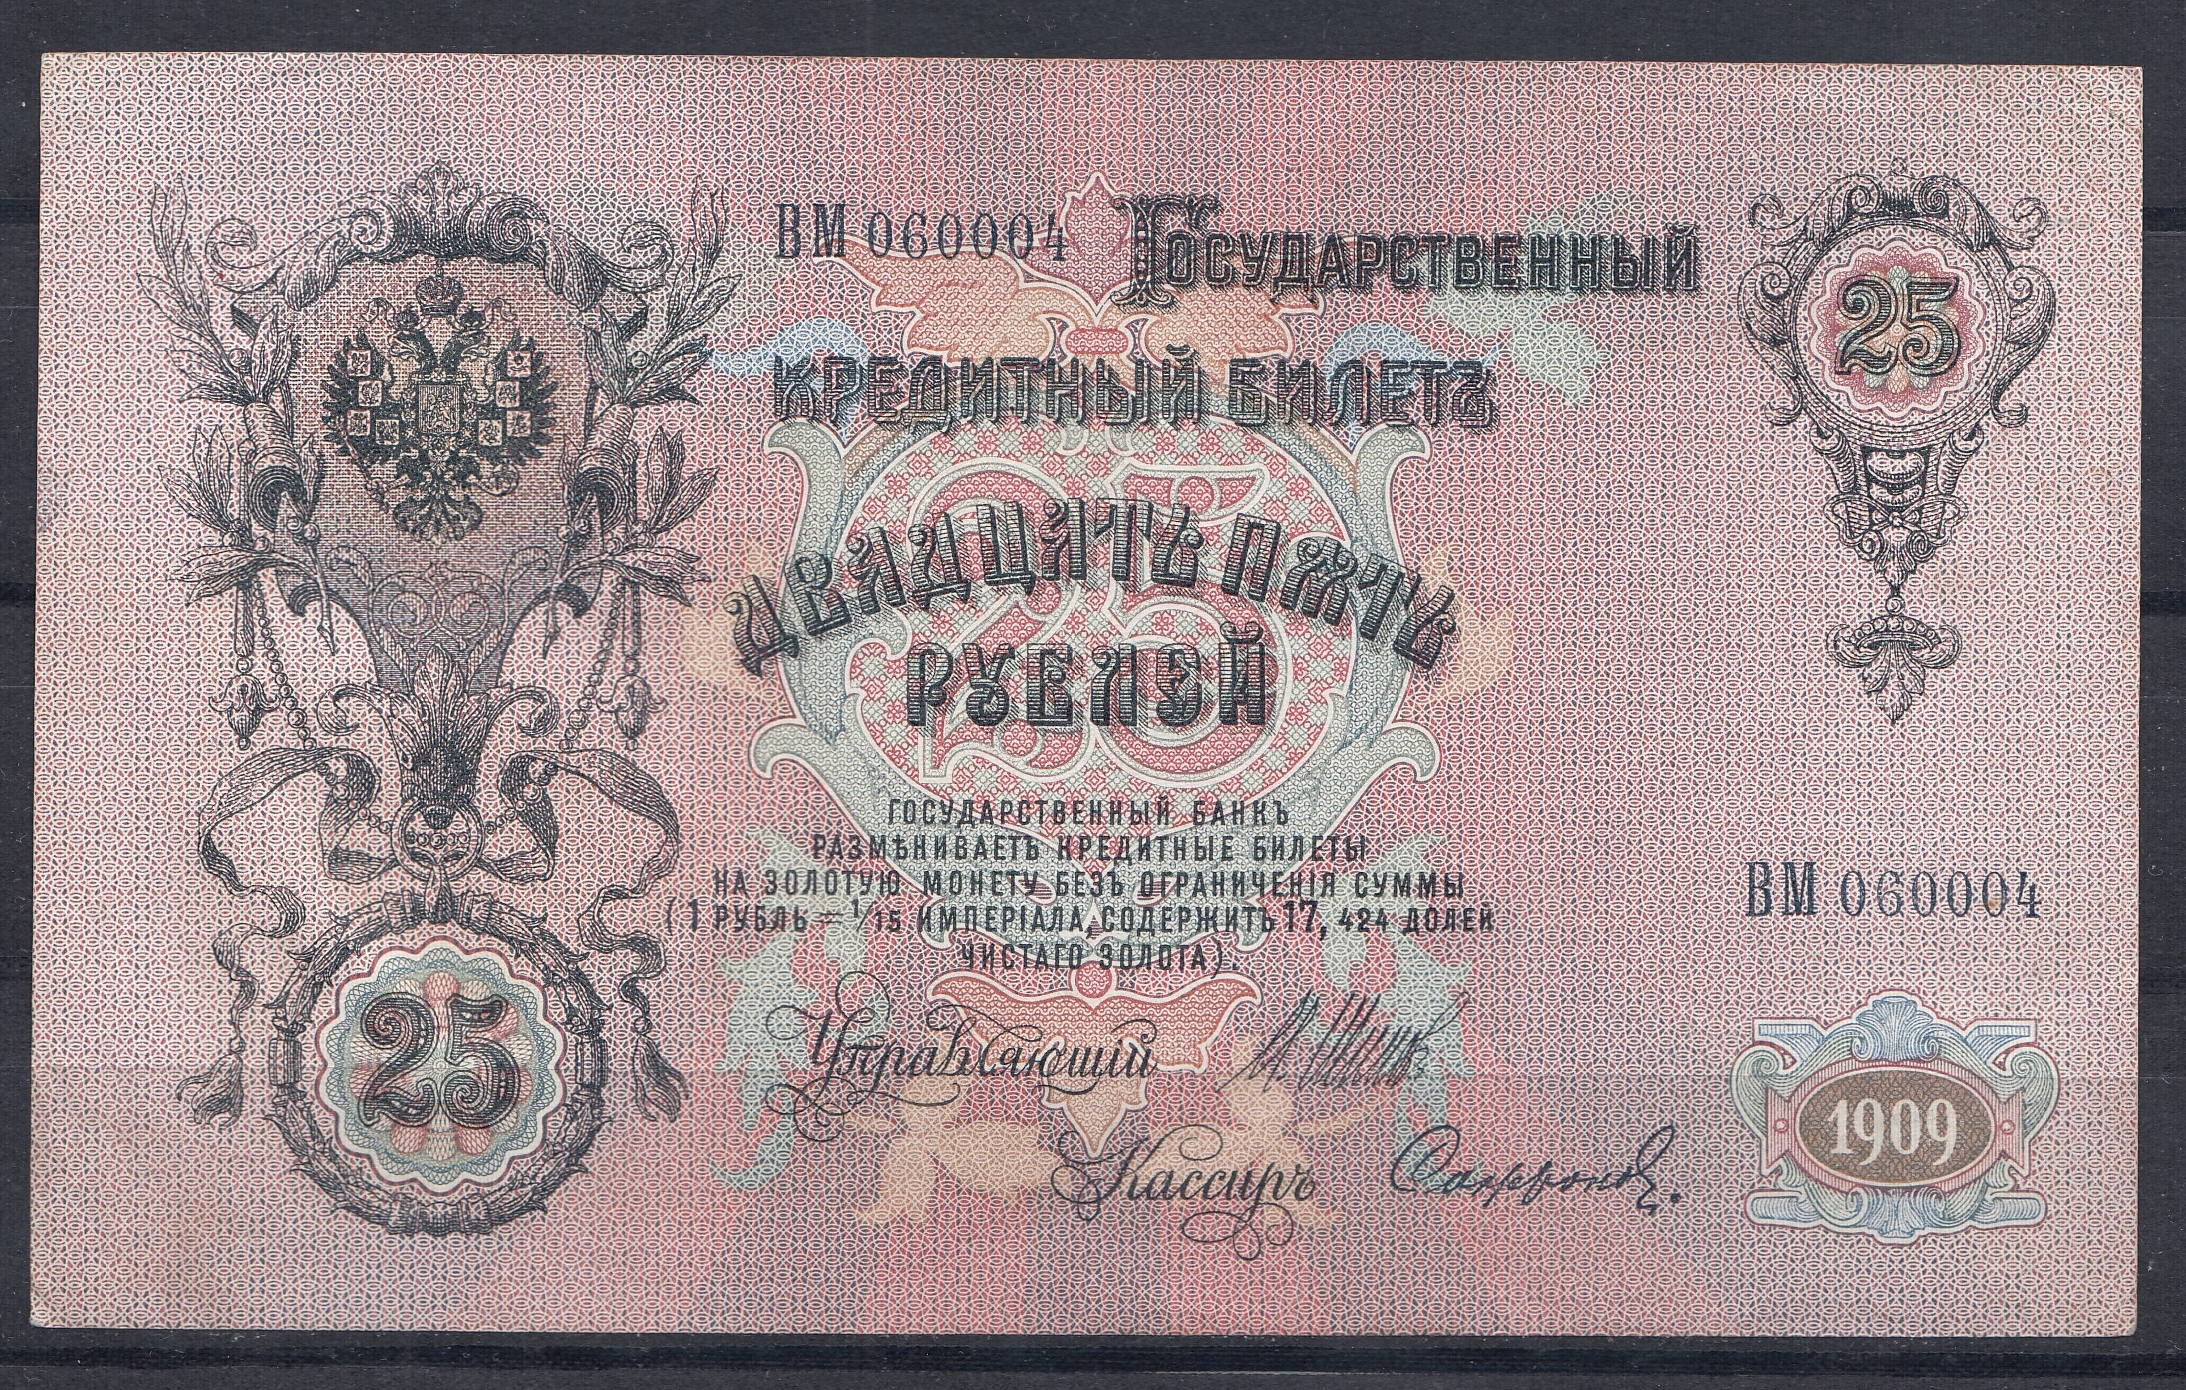 ВМ 060004 Государственный
25
Кредитный Билетъ
25
Двадцать пять
рублей
Государственный Банкъ
размѣниваетъ кредитные билеты
на золотую монету безъ ограниченія суммы
(1 рубль = 1/15 имперіала, содержитъ 17,424 долей
чистаго золота).
ВМ 060004
Управляющій
Кассиръ
25
1909